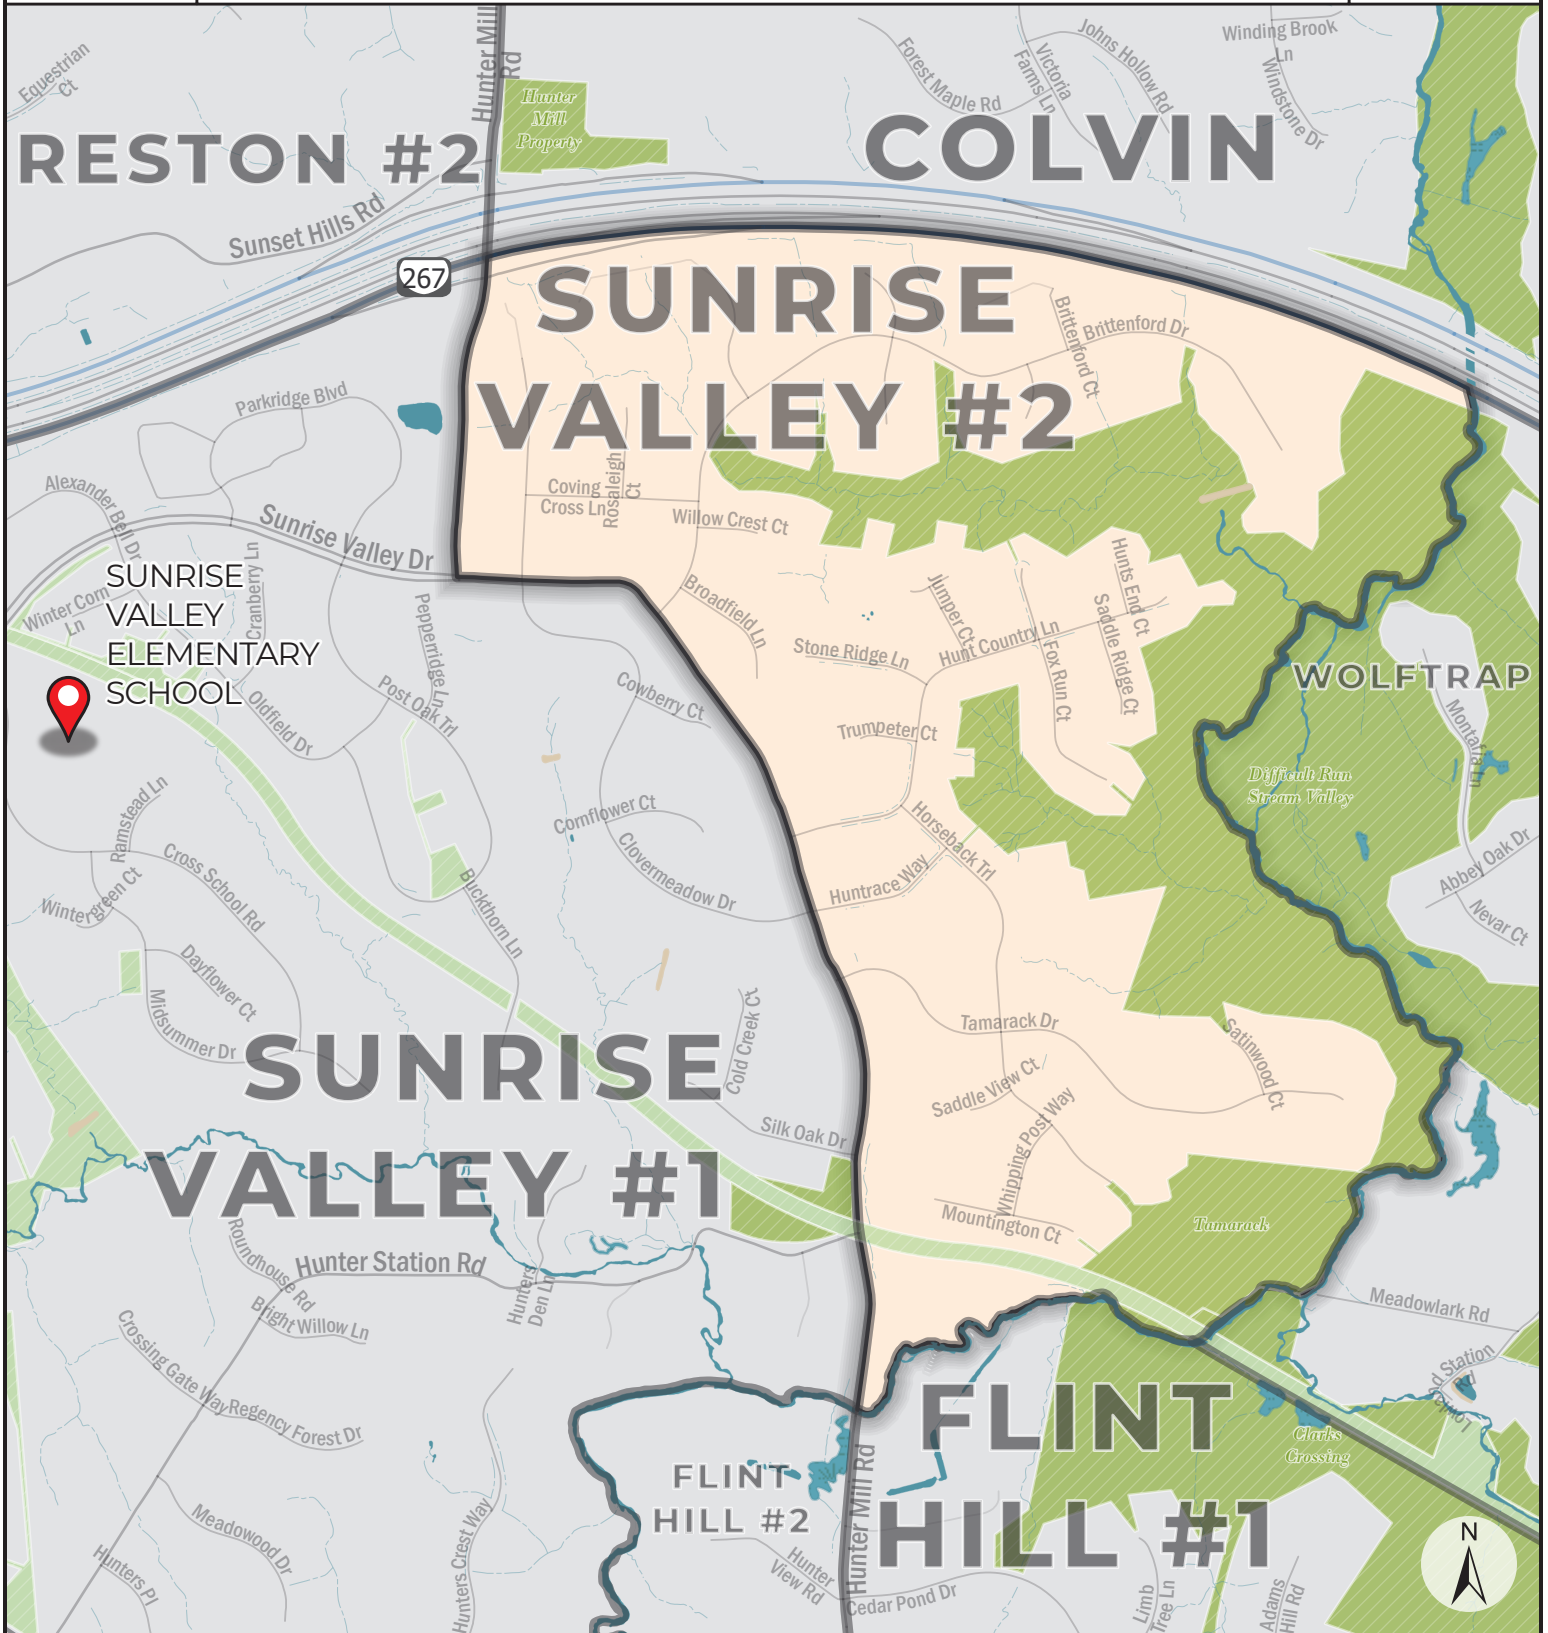 Equestrian
Ct
Hunter Mill
Rd
Hunter
Mill
Property
Forest Maple Rd
Victoria
Farms Ln
Johns Hollow Rd
Winding Brook
Ln
Windstone Dr
RESTON #2
COLVIN
Sunset Hills Rd
267
SUNRISE
VALLEY #2
Brittenford Dr
Brittenford Ct
Parkridge Blvd
Alexander Bell Dr
Sunrise Valley Dr
Coving
Cross Ln
Rosaleigh
Ct
Willow Crest Ct
SUNRISE
VALLEY
ELEMENTARY
SCHOOL
Winter Corn
Ln
Cranberry Ln
Pepperridge Ln
Broadfield Ln
Jumper Ct
Hunts End Ct
Saddle Ridge Ct
Stone Ridge Ln
Hunt Country Ln
Fox Run Ct
WOLFTRAP
Oldfield Dr
Post Oak Trl
Cowberry Ct
Trumpeter Ct
Montafia Ln
Difficult Run
Stream Valley
Ramstead Ln
Cornflower Ct
Horseback Trl
Cross School Rd
Clovermeadow Dr
Huntrace Way
Abbey Oak Dr
Wintergreen Ct
Buckthorn Ln
Nevar Ct
Dayflower Ct
Midsummer Dr
Cold Creek Ct
Tamarack Dr
Satinwood Ct
SUNRISE
VALLEY #1
Saddle View Ct
Whipping Post Way
Silk Oak Dr
Mountington Ct
Tamarack
Roundhouse Rd
Hunter Station Rd
Hunters
Den Ln
Bright Willow Ln
Meadowlark Rd
Crossing Gate Way
Regency Forest Dr
d Station
Rd
FLINT
HILL #1
Clarks
Crossing
FLINT
HILL #2
Hunter Mill Rd
Meadowood Dr
Hunters Crest Way
Hunters Pl
Hunter
View Rd
Cedar Pond Dr
Limb
Tree Ln
Adams
Hill Rd
N